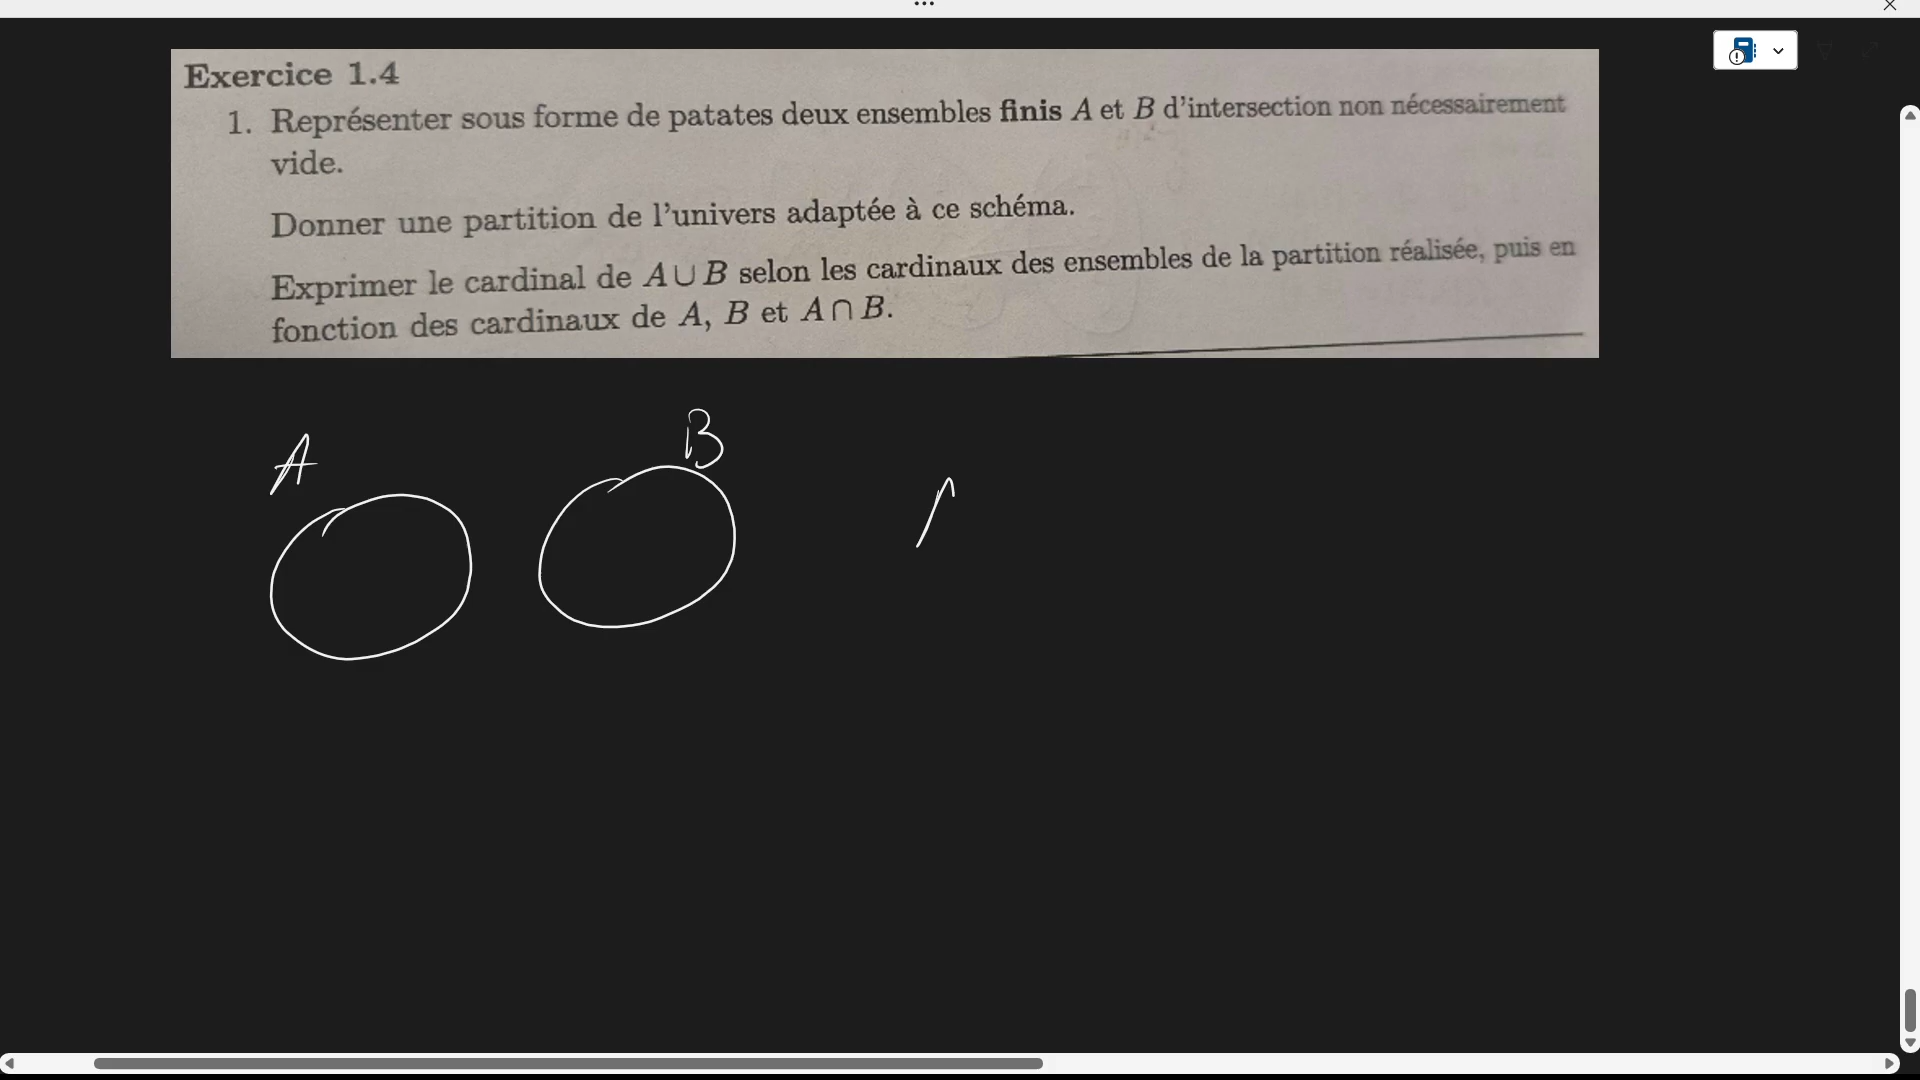 Exercice 1.4
1. Représenter sous forme de patates deux ensembles finis A et B d'intersection non nécessairement
vide.
Donner une partition de l'univers adaptée à ce schéma.
Exprimer le cardinal de A ∪ B selon les cardinaux des ensembles de la partition réalisée, puis en
fonction des cardinaux de A, B et A ∩ B.
A
B